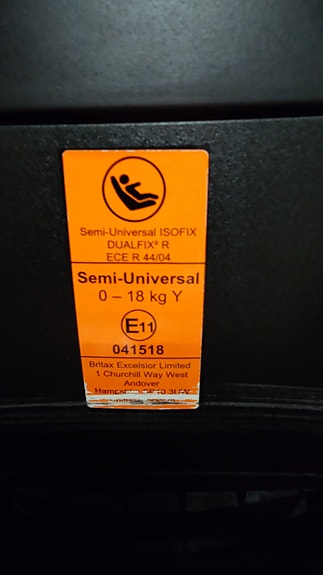 Semi-Universal ISOFIX
DUALFIX² R
ECE R 44/04
Semi-Universal
0 – 18 kg Y
E11
041518
Britax Excelsior Limited
1 Churchill Way West
Andover